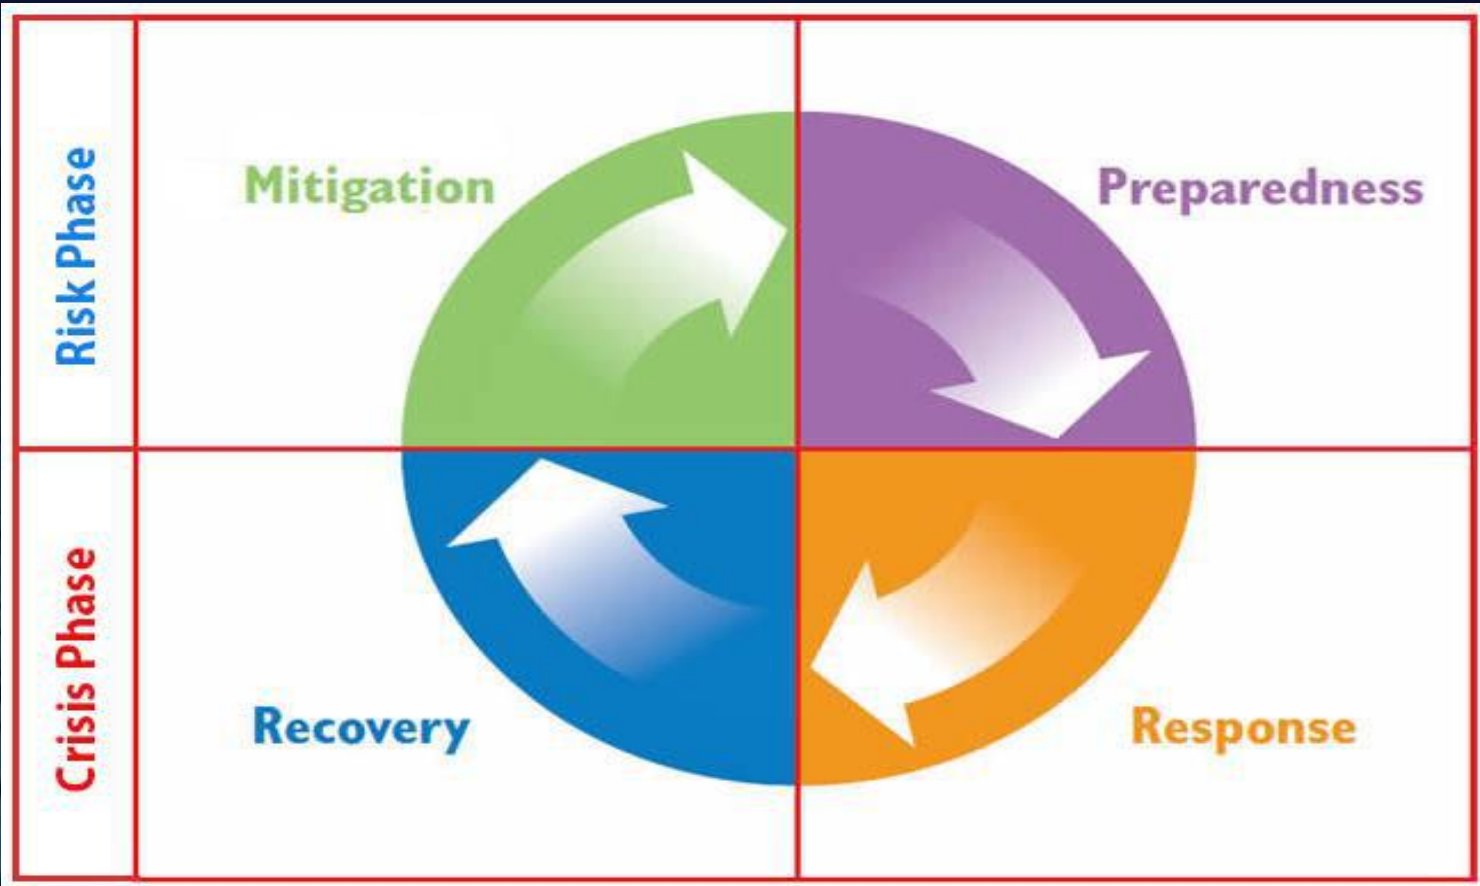 Risk Phase
Mitigation
Preparedness
Crisis Phase
Recovery
Response